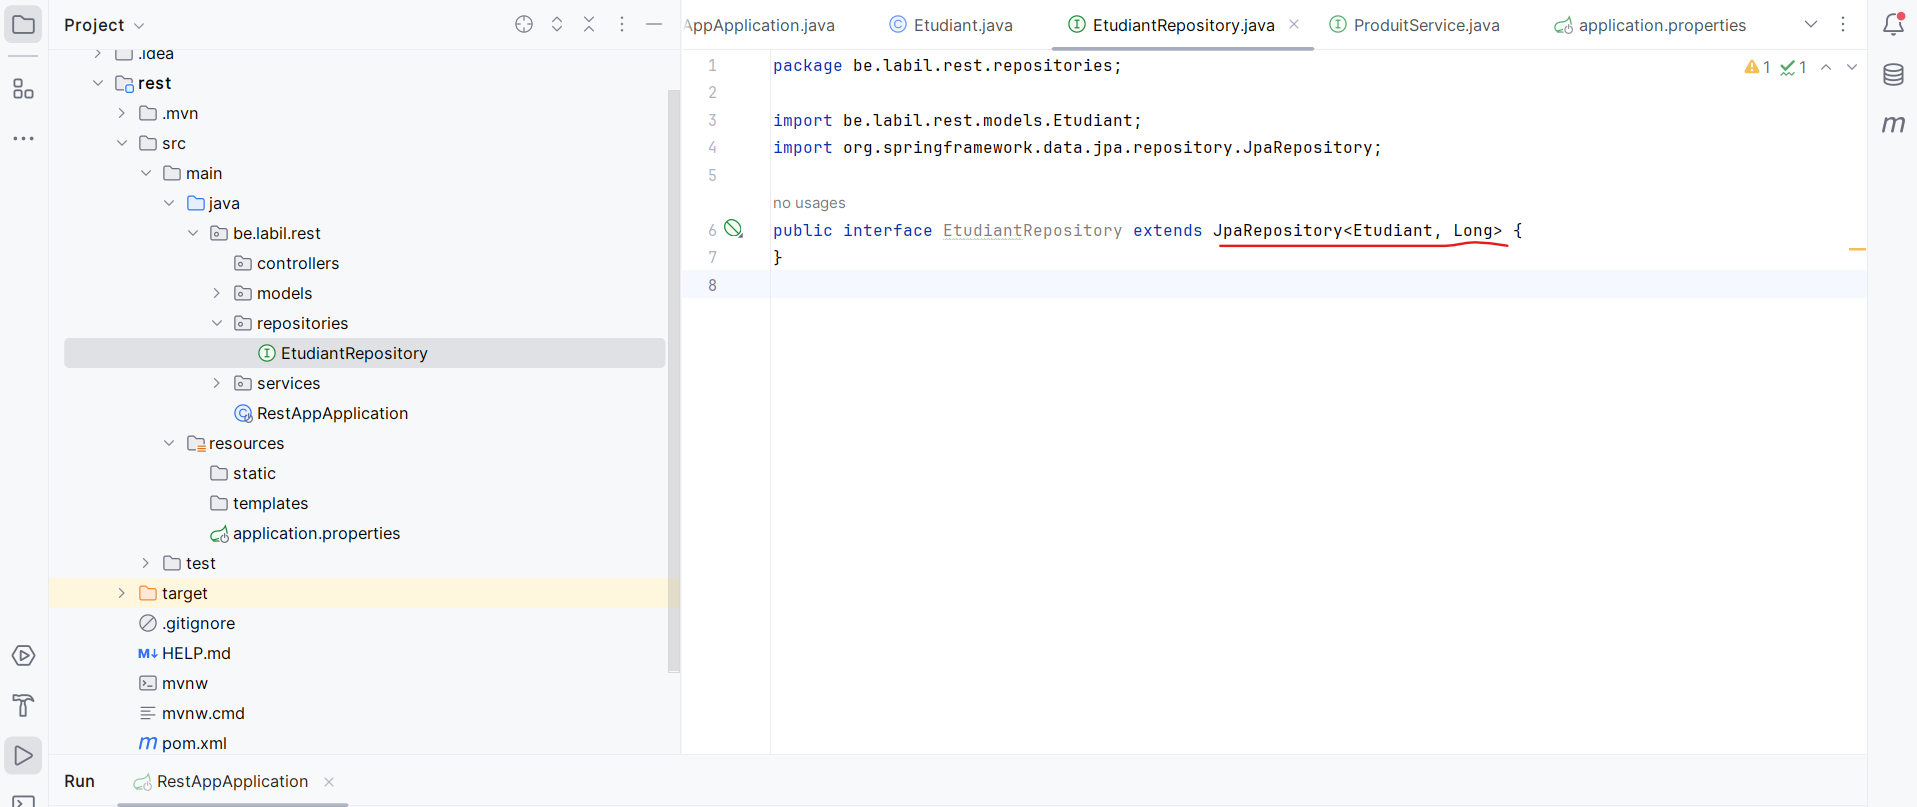 Project
.idea
rest
.mvn
src
main
java
be.labil.rest
controllers
models
repositories
EtudiantRepository
services
RestAppApplication
resources
static
templates
application.properties
test
target
.gitignore
M↓ HELP.md
mvnw
mvnw.cmd
m pom.xml
AppApplication.java
C Etudiant.java
I EtudiantRepository.java
I ProduitService.java
application.properties
1 package be.labil.rest.repositories;
2
3 import be.labil.rest.models.Etudiant;
4 import org.springframework.data.jpa.repository.JpaRepository;
5
no usages
6 public interface EtudiantRepository extends JpaRepository<Etudiant, Long> {
7 }
8
1 1
m
Run RestAppApplication